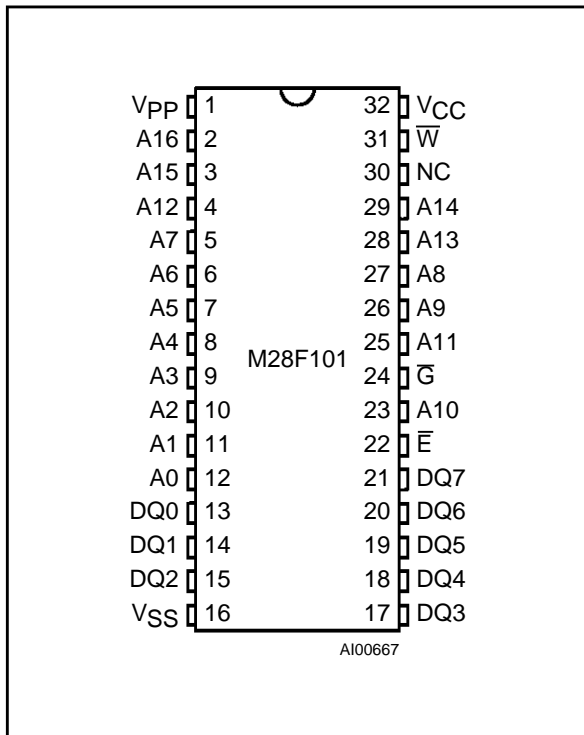 VPP 1 32 VCC
A16 2 31 W̅
A15 3 30 NC
A12 4 29 A14
A7 5 28 A13
A6 6 27 A8
A5 7 26 A9
A4 8 25 A11
M28F101
A3 9 24 G̅
A2 10 23 A10
A1 11 22 E̅
A0 12 21 DQ7
DQ0 13 20 DQ6
DQ1 14 19 DQ5
DQ2 15 18 DQ4
VSS 16 17 DQ3
AI00667